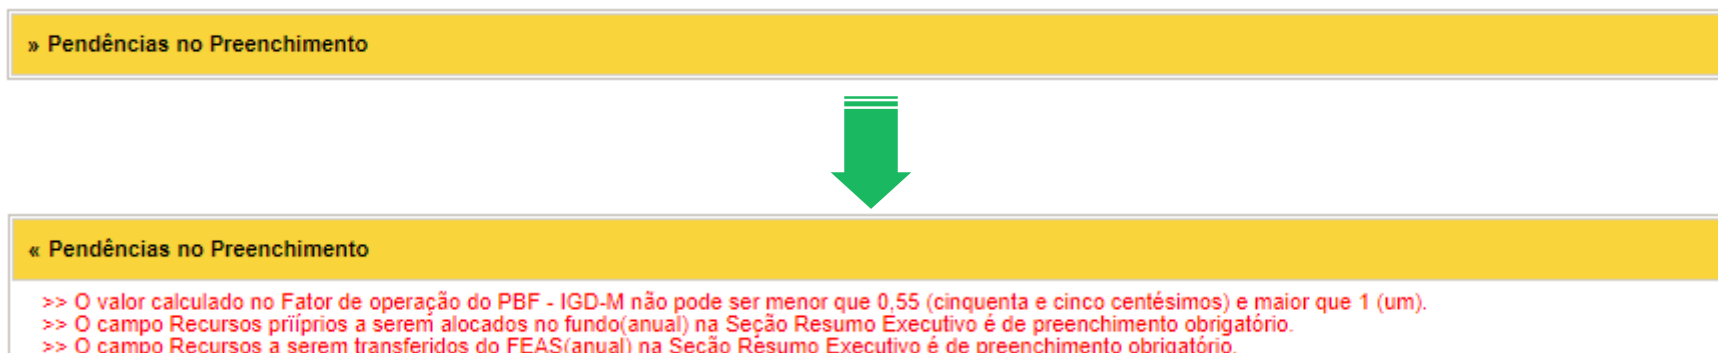 » Pendências no Preenchimento
« Pendências no Preenchimento
>> O valor calculado no Fator de operação do PBF - IGD-M não pode ser menor que 0,55 (cinquenta e cinco centésimos) e maior que 1 (um).
>> O campo Recursos priíprios a serem alocados no fundo(anual) na Seção Resumo Executivo é de preenchimento obrigatório.
>> O campo Recursos a serem transferidos do FEAS(anual) na Seção Resumo Executivo é de preenchimento obrigatório.